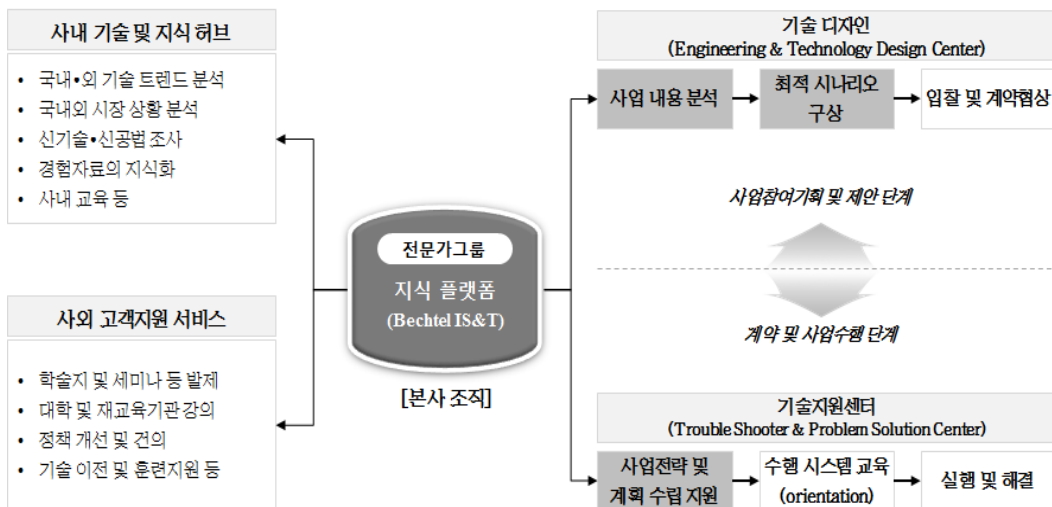 사내 기술 및 지식 허브
• 국내•외 기술 트렌드 분석
• 국내외 시장 상황 분석
• 신기술•신공법 조사
• 경험자료의 지식화
• 사내 교육 등
사외 고객지원 서비스
• 학술지 및 세미나 등 발제
• 대학 및 재교육기관 강의
• 정책 개선 및 건의
• 기술 이전 및 훈련지원 등
전문가그룹
지식 플랫폼
(Bechtel IS&T)
[본사 조직]
기술 디자인
(Engineering & Technology Design Center)
사업 내용 분석
최적 시나리오
구상
입찰 및 계약협상
사업참여기획 및 제안 단계
계약 및 사업수행 단계
기술지원센터
(Trouble Shooter & Problem Solution Center)
사업전략 및
계획 수립 지원
수행 시스템 교육
(orientation)
실행 및 해결